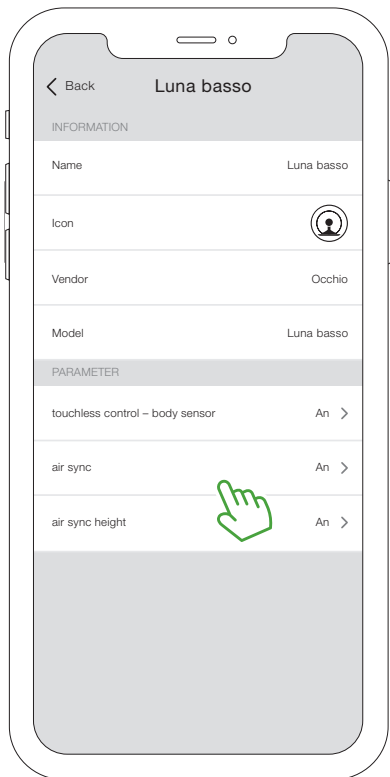 Back Luna basso
INFORMATION
Name Luna basso
Icon
Vendor Occhio
Model Luna basso
PARAMETER
touchless control – body sensor An
air sync An
air sync height An